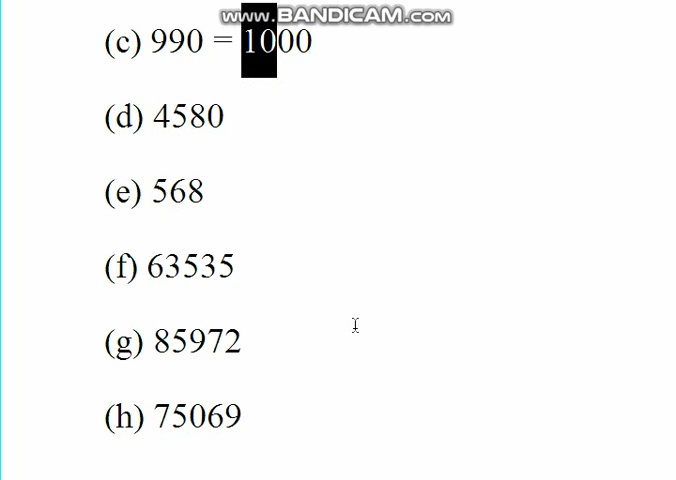 www.BANDICAM.com
(c) 990 = 1000
(d) 4580
(e) 568
(f) 63535
(g) 85972
(h) 75069